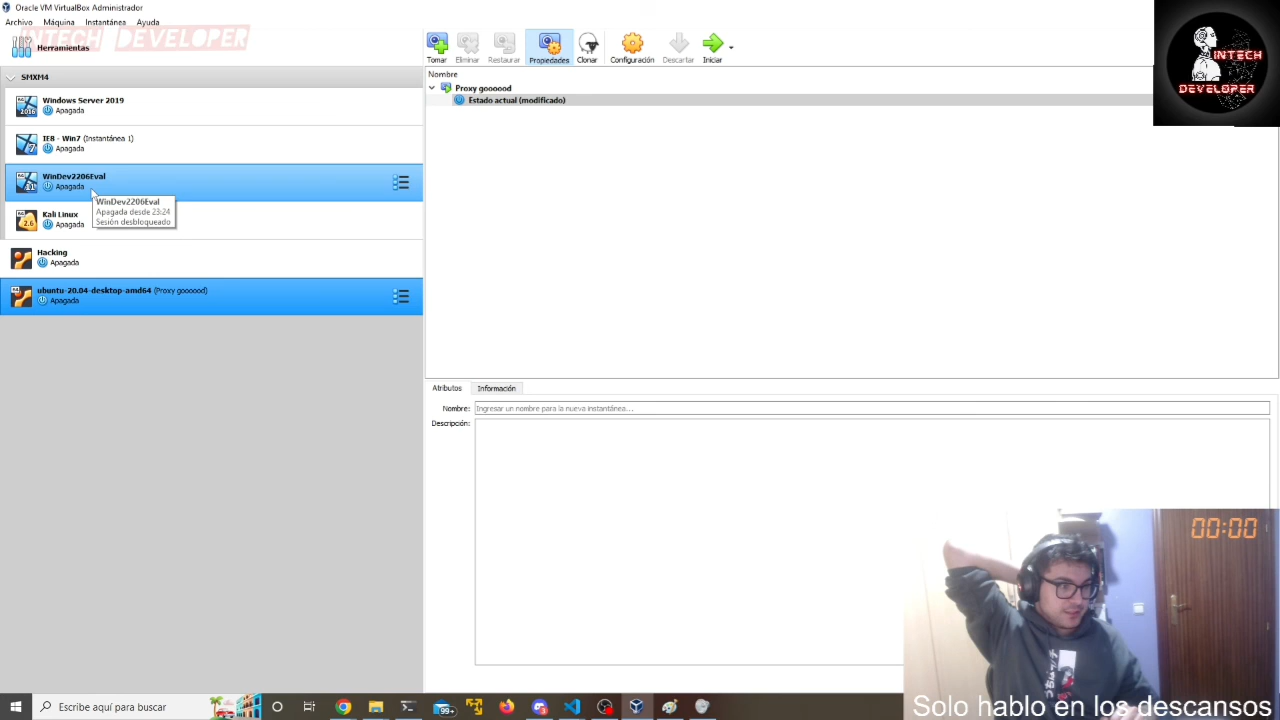 Oracle VM VirtualBox Administrador
Archivo Máquina Instantánea Ayuda
INTECH DEVELOPER
Herramientas
SMXM4
Windows Server 2019
Apagada
IE8 - Win7 (Instantánea 1)
Apagada
WinDev2206Eval
Apagada
WinDev2206Eval
Apagada desde 23:24
Sesión desbloqueado
Kali Linux
Apagada
Hacking
Apagada
ubuntu-20.04-desktop-amd64 (Proxy goooood)
Apagada
Tomar Eliminar Restaurar Propiedades Clonar Configuración Descartar Iniciar
Nombre
Proxy goooood
Estado actual (modificado)
Atributos Información
Nombre: Ingresar un nombre para la nueva instantánea...
Descripción:
INTECH
DEVELOPER
00:00
Solo hablo en los descansos
Escribe aquí para buscar
99+